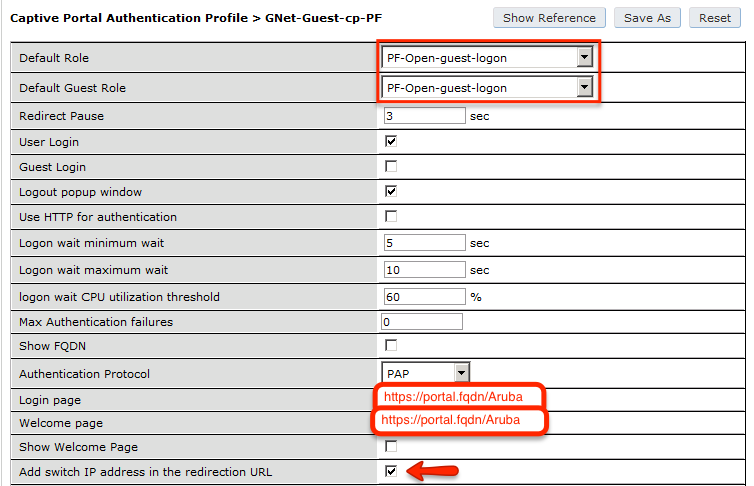 Captive Portal Authentication Profile > GNet-Guest-cp-PF Show Reference Save As Reset
Default Role PF-Open-guest-logon
Default Guest Role PF-Open-guest-logon
Redirect Pause 3 sec
User Login
Guest Login
Logout popup window
Use HTTP for authentication
Logon wait minimum wait 5 sec
Logon wait maximum wait 10 sec
logon wait CPU utilization threshold 60 %
Max Authentication failures 0
Show FQDN
Authentication Protocol PAP
Login page https://portal.fqdn/Aruba
Welcome page https://portal.fqdn/Aruba
Show Welcome Page
Add switch IP address in the redirection URL